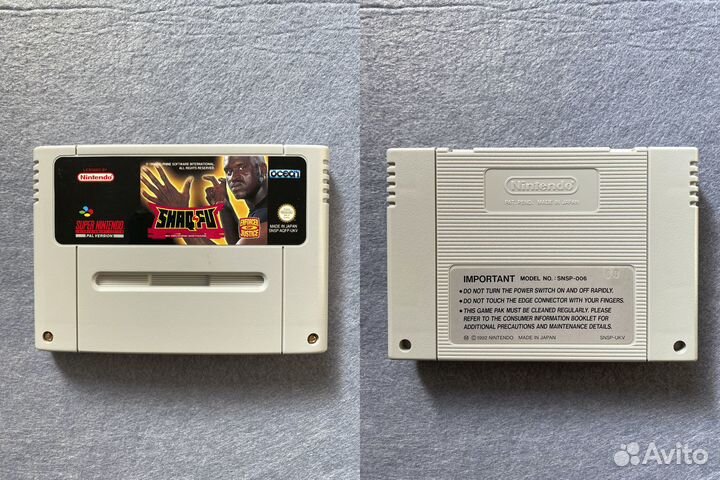 Nintendo
DELPHINE SOFTWARE INTERNATIONAL
ALL RIGHTS RESERVED.
SUPER NINTENDO
PAL VERSION
SHAQ-FU
ENFORCER OF JUSTICE
ocean
MADE IN JAPAN
SNSP-AQFP-UKV
Nintendo
PAT. PEND. MADE IN JAPAN
IMPORTANT MODEL NO.: SNSP-006
• DO NOT TURN THE POWER SWITCH ON AND OFF RAPIDLY.
• DO NOT TOUCH THE EDGE CONNECTOR WITH YOUR FINGERS.
• THIS GAME PAK MUST BE CLEANED REGULARLY. PLEASE
REFER TO THE CONSUMER INFORMATION BOOKLET FOR
ADDITIONAL PRECAUTIONS AND MAINTENANCE DETAILS.
Ⓜ ©1992 NINTENDO MADE IN JAPAN SNSP-UKV
Avito